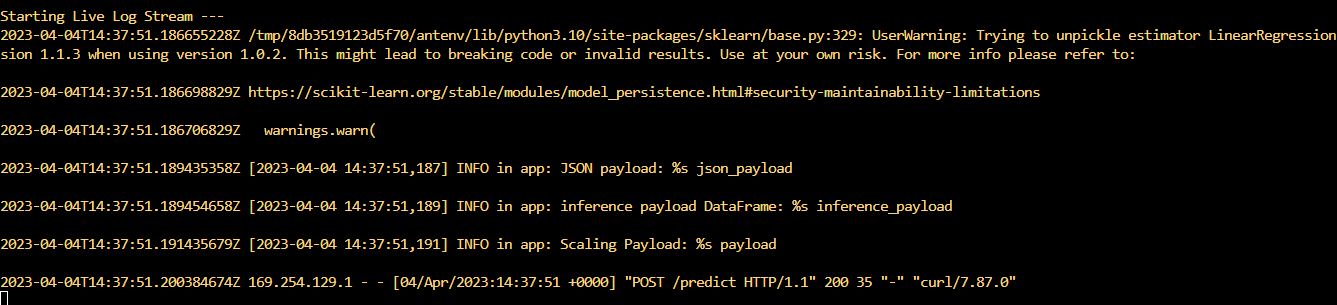 Starting Live Log Stream ---
2023-04-04T14:37:51.186655228Z /tmp/8db3519123d5f70/antenv/lib/python3.10/site-packages/sklearn/base.py:329: UserWarning: Trying to unpickle estimator LinearRegression
sion 1.1.3 when using version 1.0.2. This might lead to breaking code or invalid results. Use at your own risk. For more info please refer to:
2023-04-04T14:37:51.186698829Z https://scikit-learn.org/stable/modules/model_persistence.html#security-maintainability-limitations
2023-04-04T14:37:51.186706829Z   warnings.warn(
2023-04-04T14:37:51.189435358Z [2023-04-04 14:37:51,187] INFO in app: JSON payload: %s json_payload
2023-04-04T14:37:51.189454658Z [2023-04-04 14:37:51,189] INFO in app: inference payload DataFrame: %s inference_payload
2023-04-04T14:37:51.191435679Z [2023-04-04 14:37:51,191] INFO in app: Scaling Payload: %s payload
2023-04-04T14:37:51.200384674Z 169.254.129.1 - - [04/Apr/2023:14:37:51 +0000] "POST /predict HTTP/1.1" 200 35 "-" "curl/7.87.0"